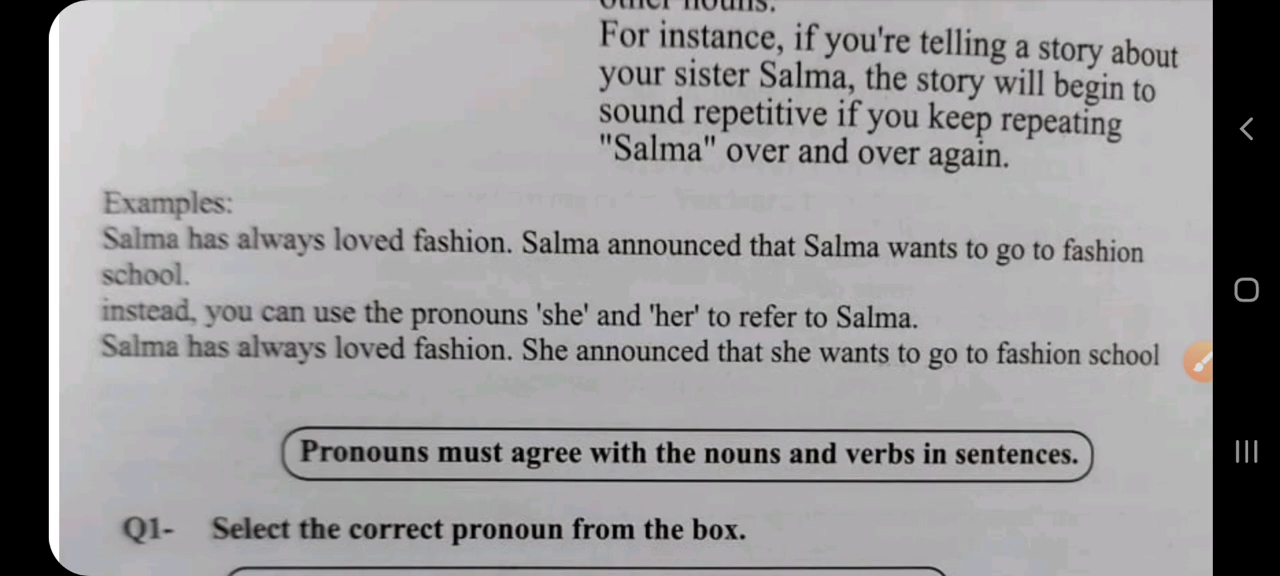 other nouns.
For instance, if you're telling a story about
your sister Salma, the story will begin to
sound repetitive if you keep repeating
"Salma" over and over again.
Examples:
Salma has always loved fashion. Salma announced that Salma wants to go to fashion
school.
instead, you can use the pronouns 'she' and 'her' to refer to Salma.
Salma has always loved fashion. She announced that she wants to go to fashion school
Pronouns must agree with the nouns and verbs in sentences.
Q1- Select the correct pronoun from the box.